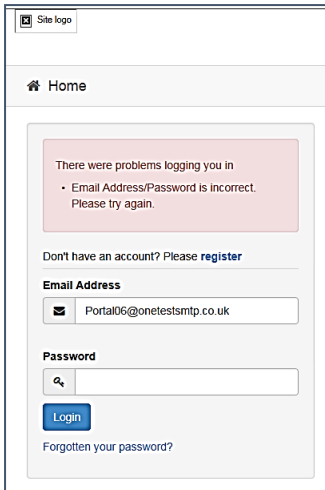 Site logo
Home
There were problems logging you in
• Email Address/Password is incorrect.
Please try again.
Don't have an account? Please register
Email Address
Portal06@onetestsmtp.co.uk
Password
Login
Forgotten your password?